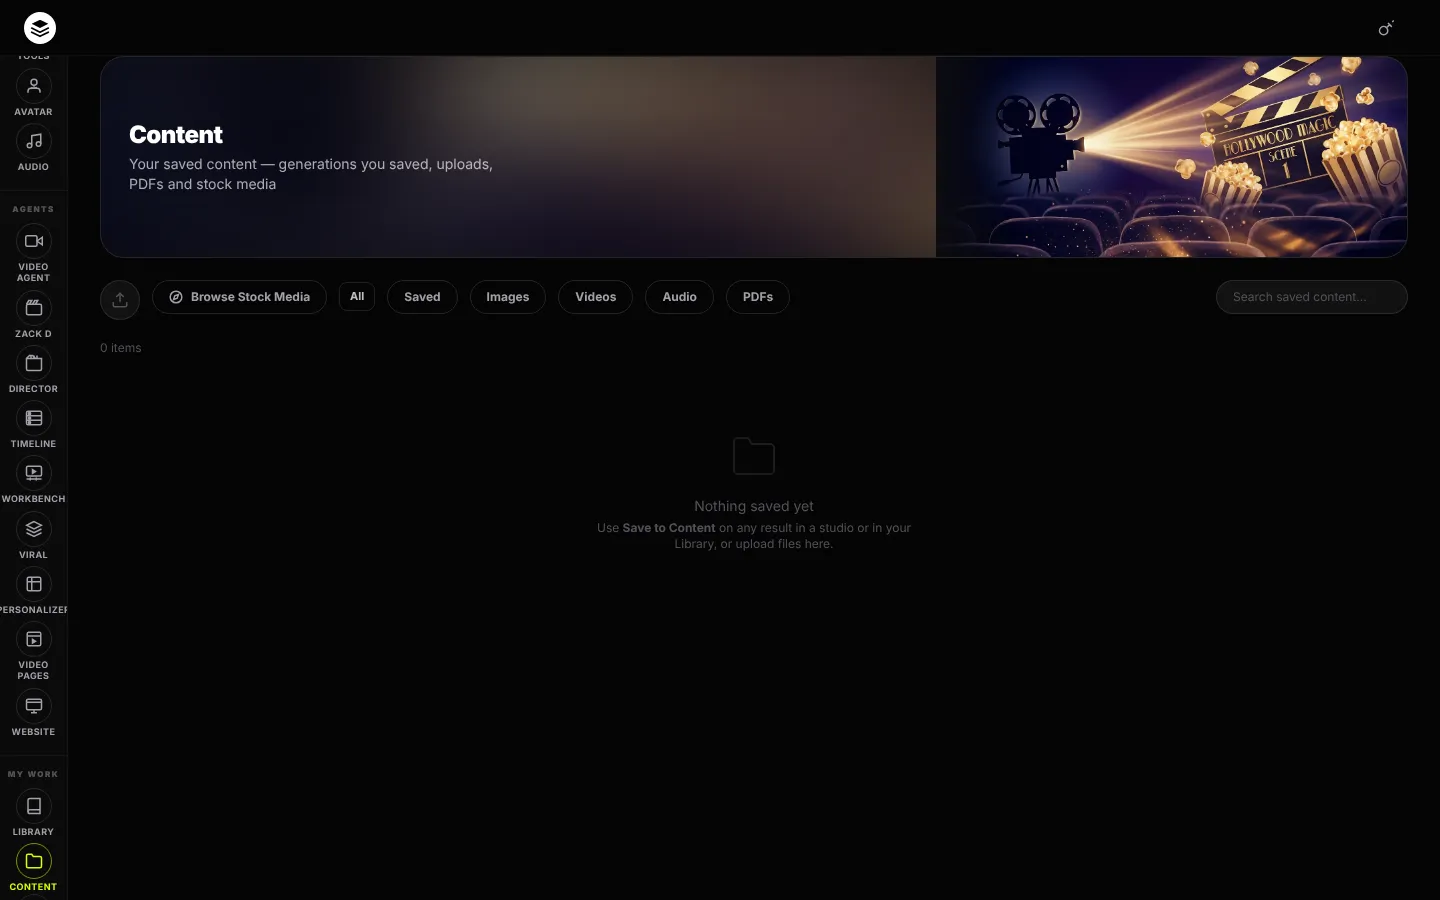 TOOLS
AVATAR
AUDIO
AGENTS
VIDEO
AGENT
ZACK D
DIRECTOR
TIMELINE
WORKBENCH
VIRAL
PERSONALIZER
VIDEO
PAGES
WEBSITE
MY WORK
LIBRARY
CONTENT
Content
Your saved content — generations you saved, uploads,
PDFs and stock media
HOLLYWOOD MAGIC
SCENE
1
Browse Stock Media
All
Saved
Images
Videos
Audio
PDFs
Search saved content...
0 items
Nothing saved yet
Use Save to Content on any result in a studio or in your
Library, or upload files here.